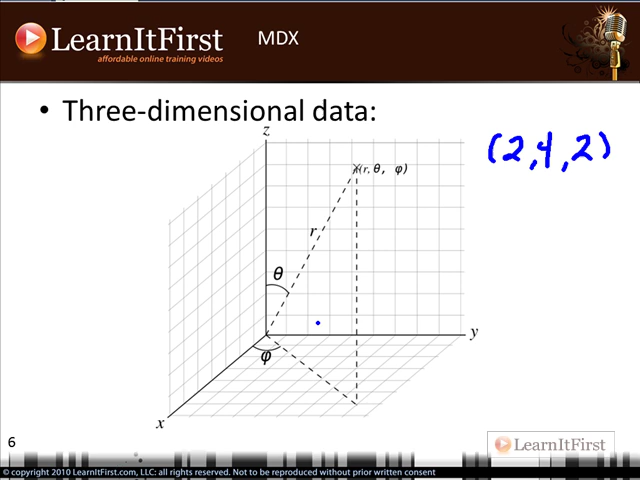 LearnItFirst
affordable online training videos
MDX
• Three-dimensional data:
(2,4,2)
z
(r, θ, φ)
r
θ
y
φ
x
6
LearnItFirst
© copyright 2010 LearnItFirst.com, LLC: all rights reserved. Not to be reproduced without prior written consent